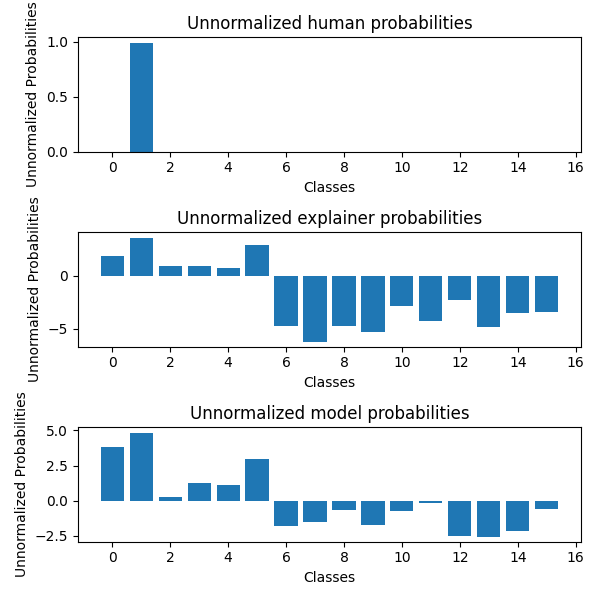 Unnormalized human probabilities
Unnormalized Probabilities
1.0
0.5
0.0
0 2 4 6 8 10 12 14 16
Classes
Unnormalized explainer probabilities
Unnormalized Probabilities
0
−5
0 2 4 6 8 10 12 14 16
Classes
Unnormalized model probabilities
Unnormalized Probabilities
5.0
2.5
0.0
−2.5
0 2 4 6 8 10 12 14 16
Classes